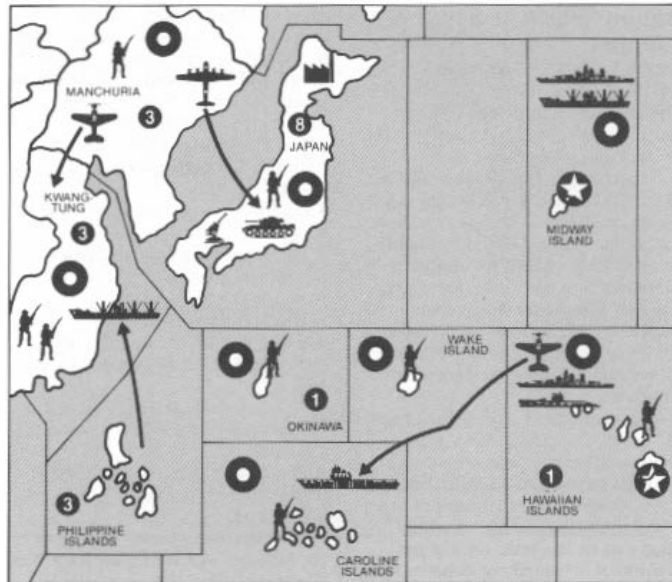 MANCHURIA
3
8
JAPAN
KWANG-
TUNG
3
MIDWAY
ISLAND
WAKE
ISLAND
1
OKINAWA
3
PHILIPPINE
ISLANDS
CAROLINE
ISLANDS
1
HAWAIIAN
ISLANDS